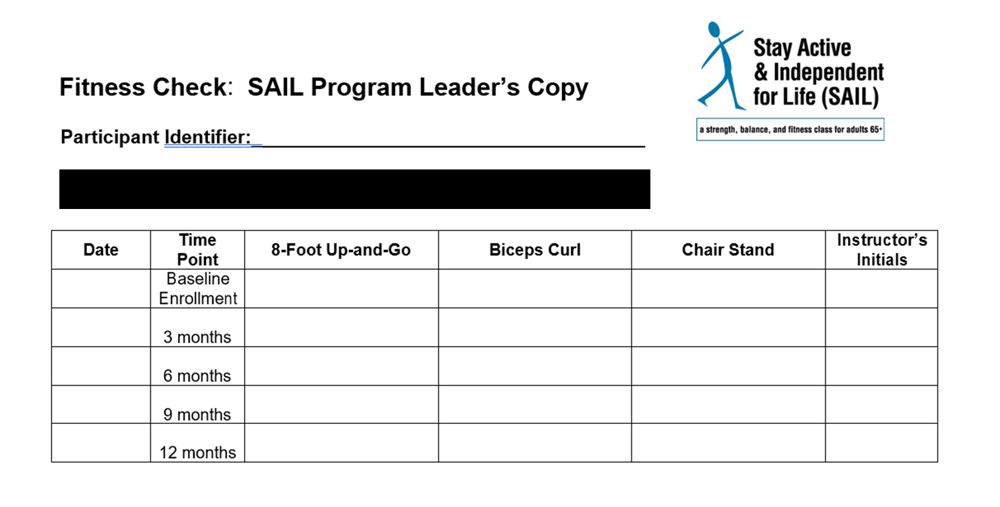 Stay Active
& Independent
for Life (SAIL)
a strength, balance, and fitness class for adults 65+
Fitness Check: SAIL Program Leader’s Copy
Participant Identifier:_
Date Time Point 8-Foot Up-and-Go Biceps Curl Chair Stand Instructor’s Initials
Baseline Enrollment
3 months
6 months
9 months
12 months